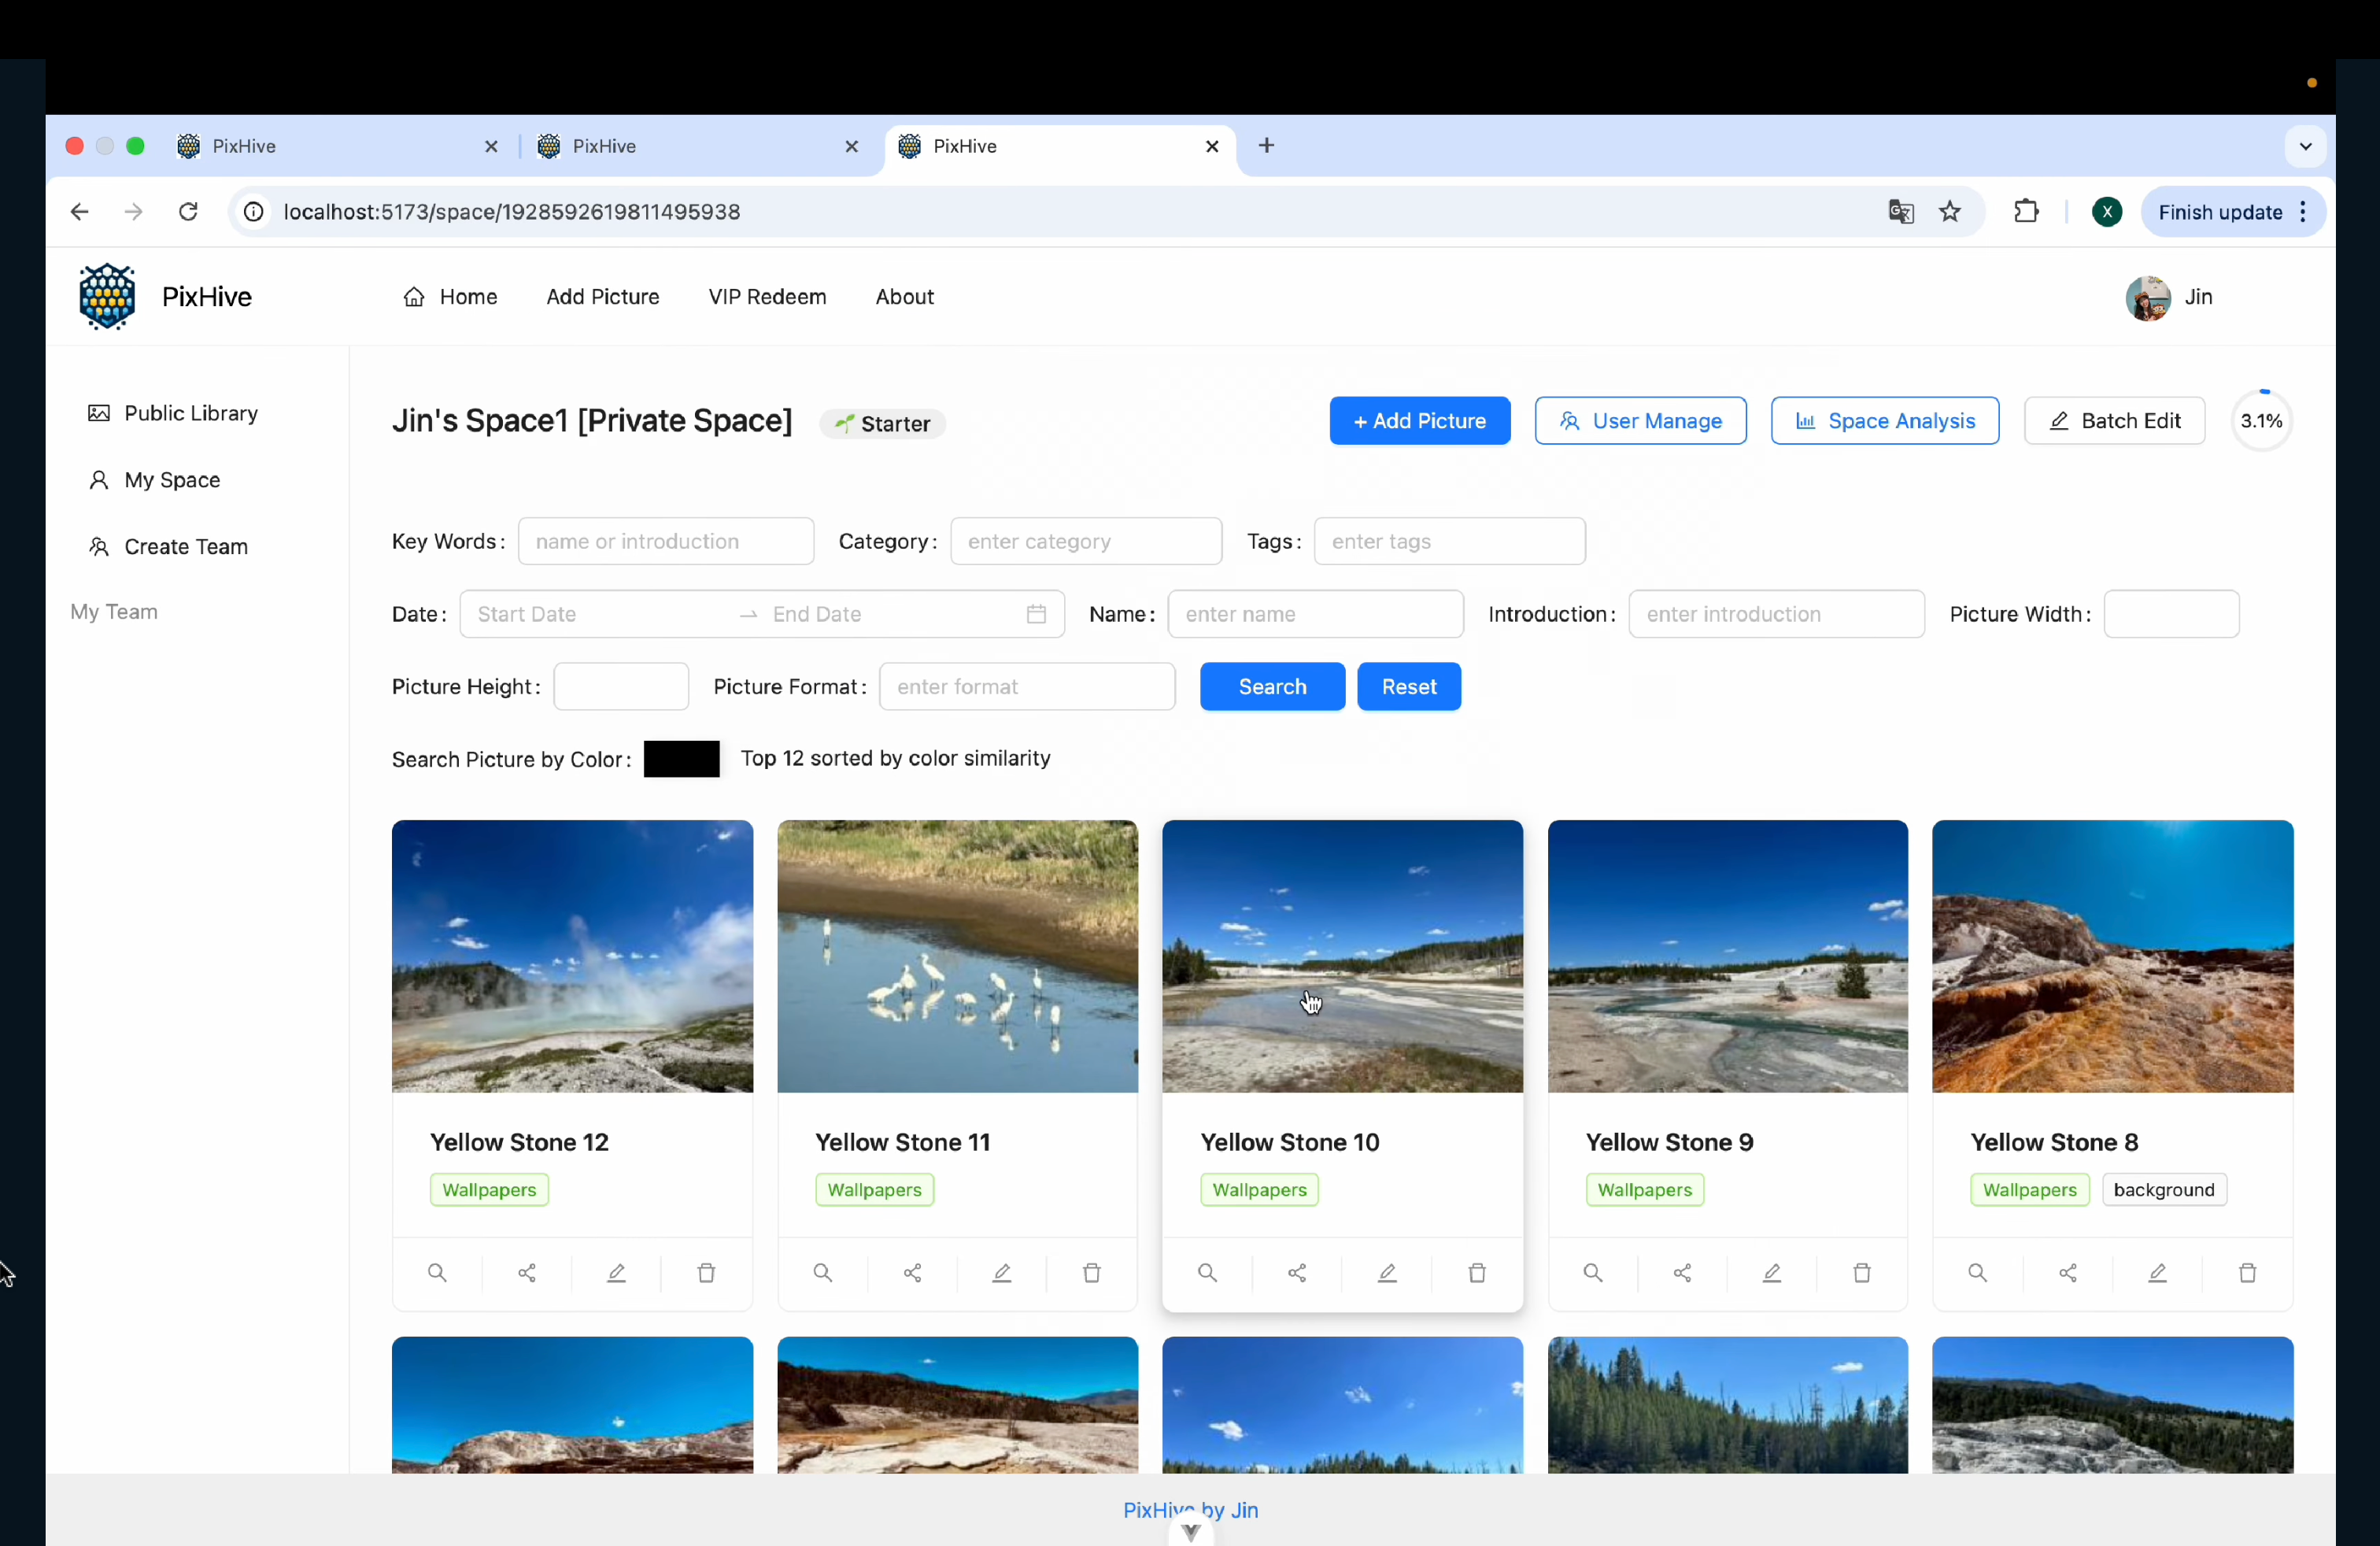 PixHive PixHive PixHive
localhost:5173/space/1928592619811495938 X Finish update
PixHive Home Add Picture VIP Redeem About Jin
Public Library
My Space
Create Team
My Team
Jin's Space1 [Private Space] Starter + Add Picture User Manage Space Analysis Batch Edit 3.1%
Key Words: name or introduction Category: enter category Tags: enter tags
Date: Start Date End Date Name: enter name Introduction: enter introduction Picture Width:
Picture Height: Picture Format: enter format Search Reset
Search Picture by Color: Top 12 sorted by color similarity
Yellow Stone 12 Yellow Stone 11 Yellow Stone 10 Yellow Stone 9 Yellow Stone 8
Wallpapers Wallpapers Wallpapers Wallpapers Wallpapers background
PixHive by Jin